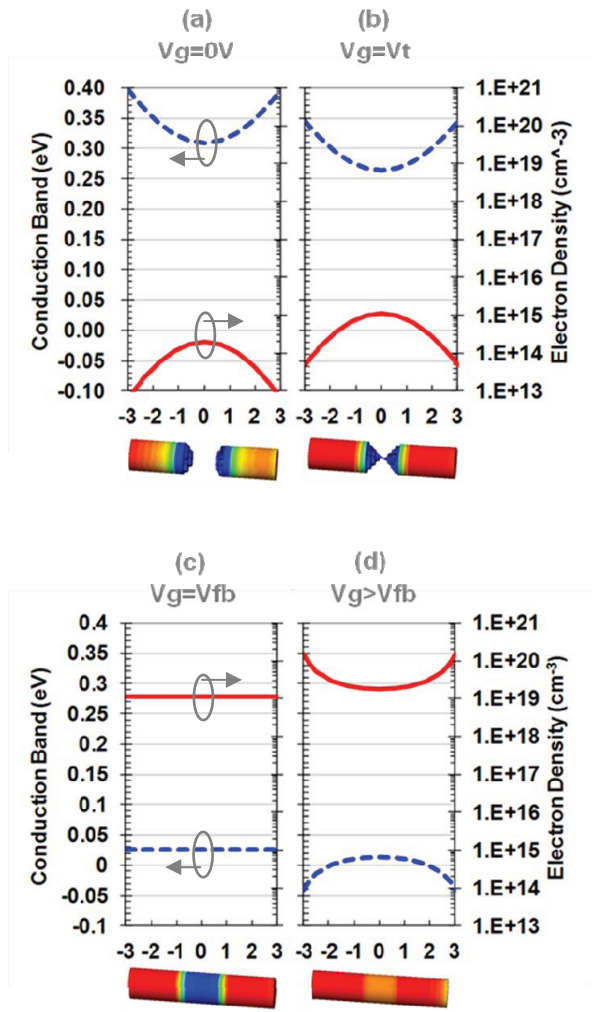 (a)
Vg=0V
(b)
Vg=Vt
Conduction Band (eV)
0.40
0.35
0.30
0.25
0.20
0.15
0.10
0.05
0.00
-0.05
-0.10
1.E+21
1.E+20
1.E+19
1.E+18
1.E+17
1.E+16
1.E+15
1.E+14
1.E+13
Electron Density (cm^-3)
-3 -2 -1 0 1 2 3
-3 -2 -1 0 1 2 3
(c)
Vg=Vfb
(d)
Vg>Vfb
Conduction Band (eV)
0.4
0.35
0.3
0.25
0.2
0.15
0.1
0.05
0
-0.05
-0.1
1.E+21
1.E+20
1.E+19
1.E+18
1.E+17
1.E+16
1.E+15
1.E+14
1.E+13
Electron Density (cm-3)
-3 -2 -1 0 1 2 3
-3 -2 -1 0 1 2 3